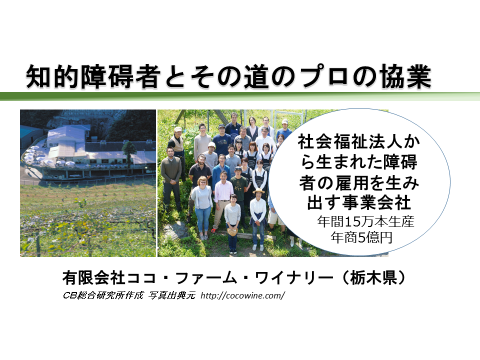 知的障碍者とその道のプロの協業
社会福祉法人か
ら生まれた障碍
者の雇用を生み
出す事業会社
年間15万本生産
年商5億円
有限会社ココ・ファーム・ワイナリー（栃木県）
CB総合研究所作成 写真出典元 http://cocowine.com/